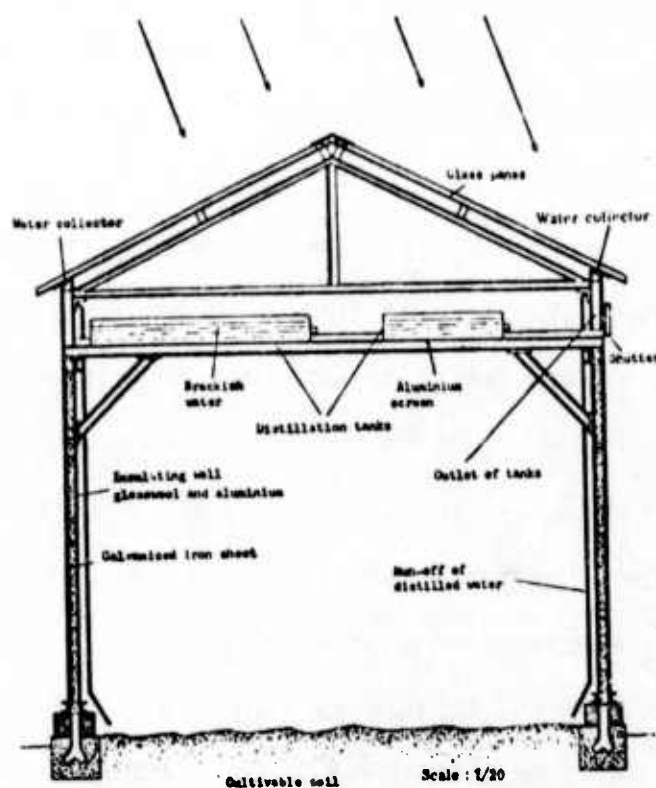 Glass panes
Water collector
Water collector
Shutter
Brackish
water
Aluminium
screen
Distillation tanks
Insulating wall
glasswool and aluminium
Outlet of tanks
Galvanized iron sheet
Run-off of
distilled water
Cultivable soil
Scale : 1/20